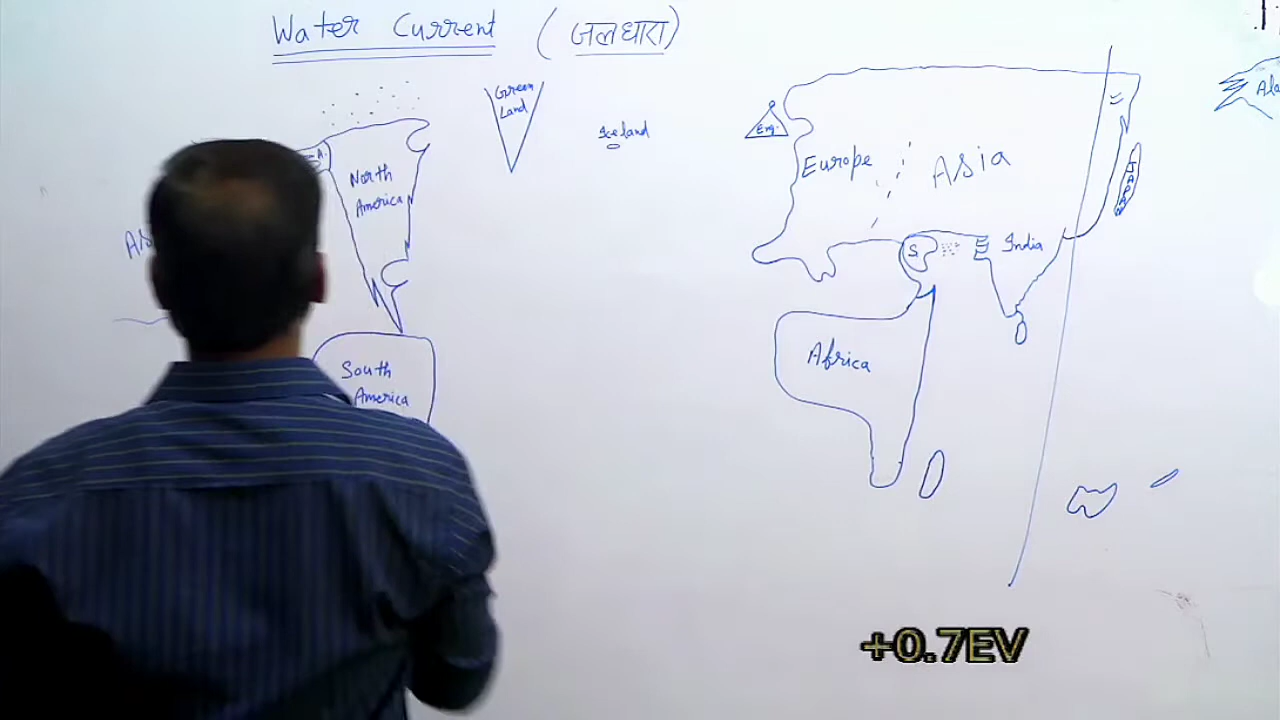 Water Current (जलधारा)
Green
Land
Iceland
North
America
Eng.
Europe
Asia
JAPAN
S.
India
South
America
Africa
+0.7EV